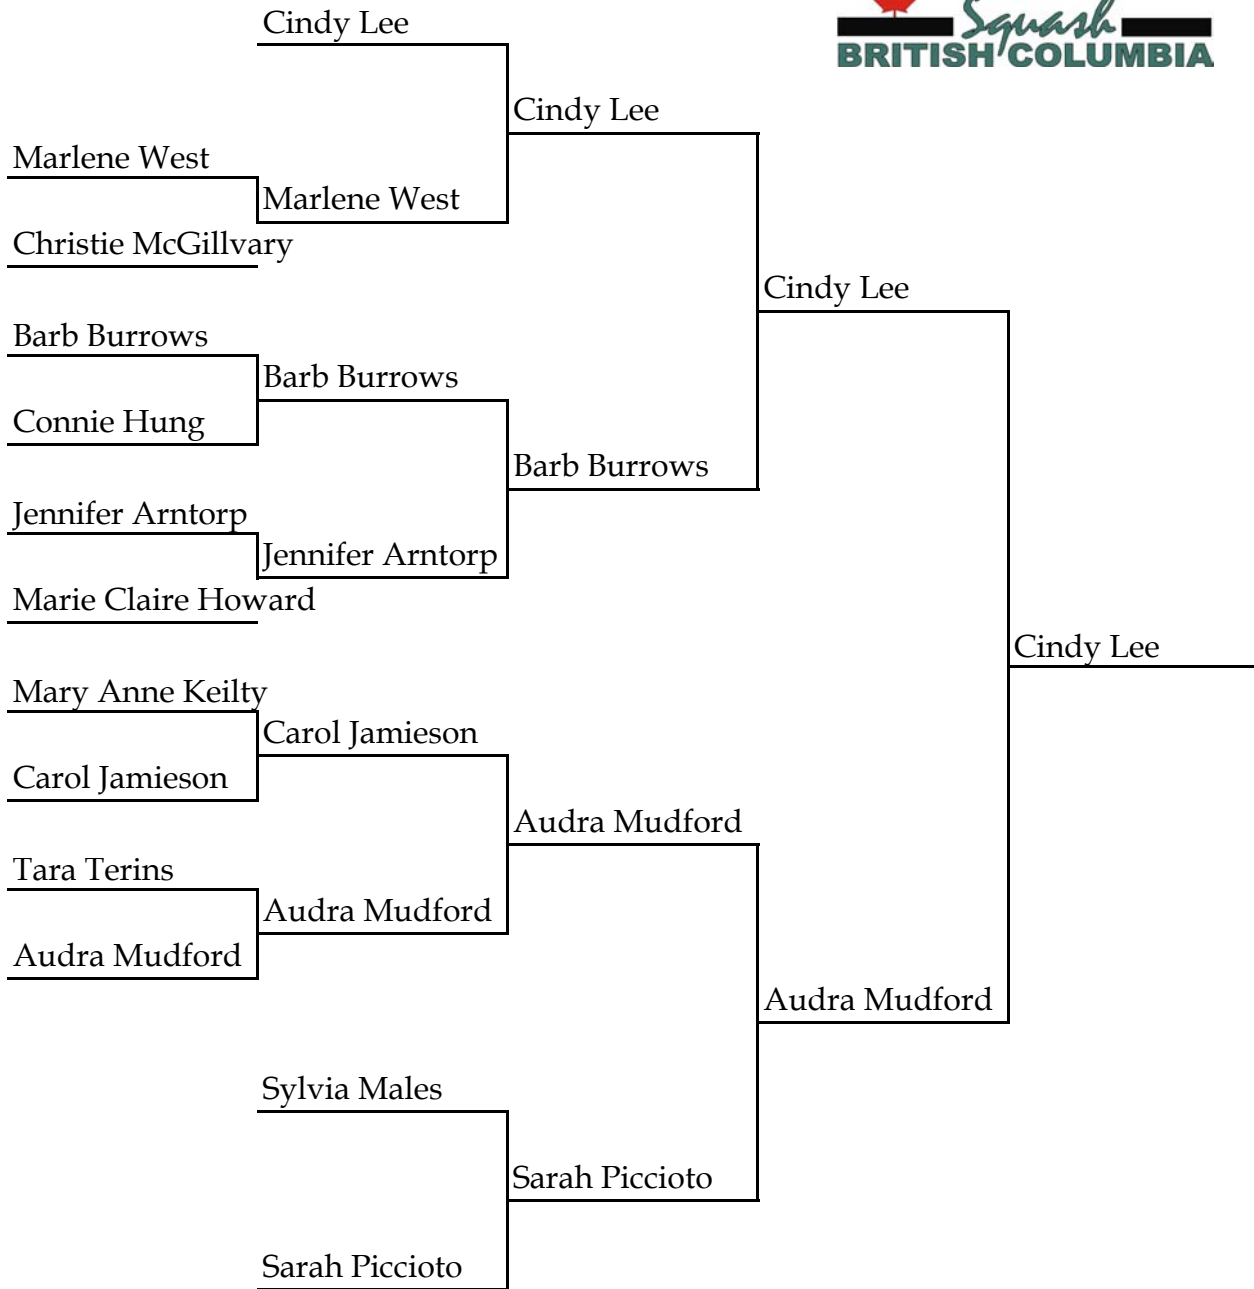 Cindy Lee
Squash
BRITISH COLUMBIA
Cindy Lee
Marlene West
Marlene West
Christie McGillvary
Cindy Lee
Barb Burrows
Barb Burrows
Connie Hung
Barb Burrows
Jennifer Arntorp
Jennifer Arntorp
Marie Claire Howard
Cindy Lee
Mary Anne Keilty
Carol Jamieson
Carol Jamieson
Audra Mudford
Tara Terins
Audra Mudford
Audra Mudford
Audra Mudford
Sylvia Males
Sarah Piccioto
Sarah Piccioto